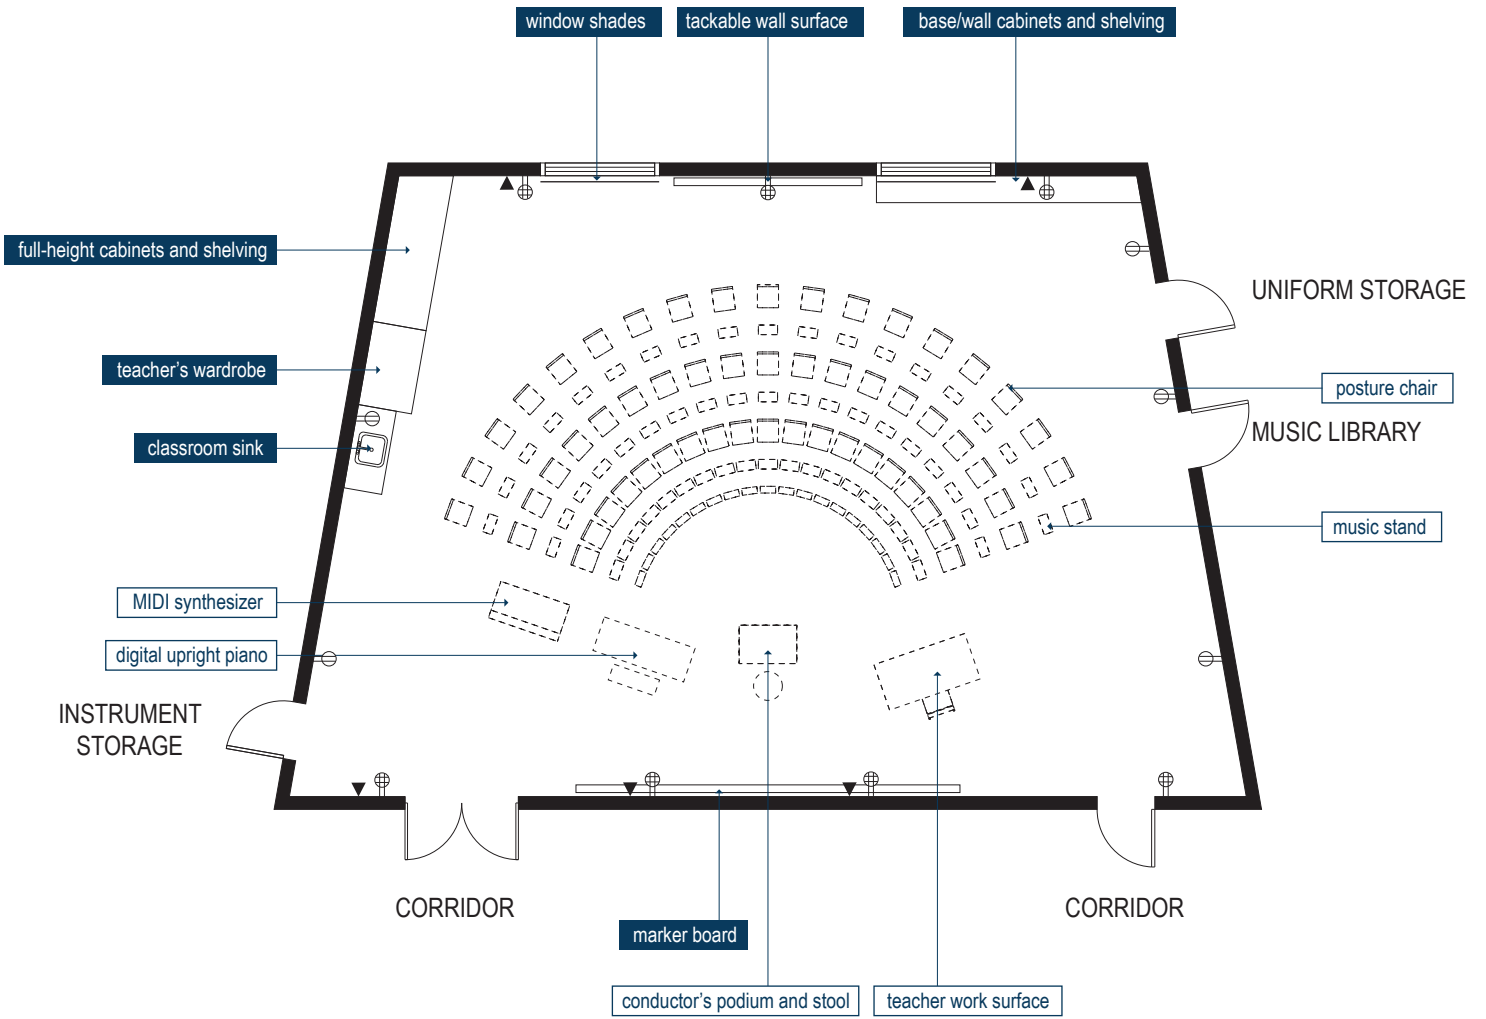 window shades
tackable wall surface
base/wall cabinets and shelving
full-height cabinets and shelving
UNIFORM STORAGE
teacher's wardrobe
posture chair
MUSIC LIBRARY
classroom sink
music stand
MIDI synthesizer
digital upright piano
INSTRUMENT
STORAGE
CORRIDOR
CORRIDOR
marker board
conductor's podium and stool
teacher work surface